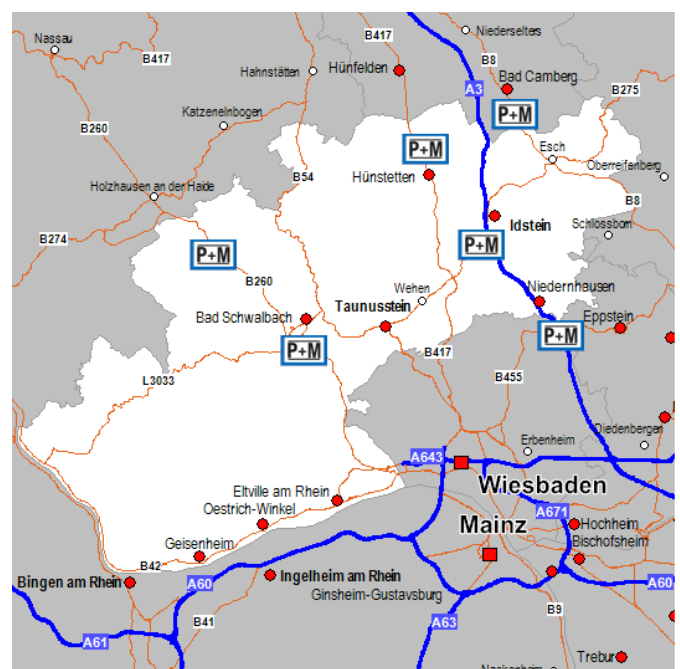 Nassau
B417
B417
Niederselters
Hahnstätten
Hünfelden
B8
Bad Camberg
A3
B275
Katzenelnbogen
P+M
B260
P+M
Esch
Oberreifenberg
B54
Hünstetten
Holzhausen an der Haide
B8
Idstein
Schlossborn
B274
P+M
P+M
B260
Wehen
Niedernhausen
Taunusstein
Bad Schwalbach
Eppstein
P+M
P+M
B417
B455
L3033
Diedenbergen
Erbenheim
A643
Wiesbaden
Eltville am Rhein
Oestrich-Winkel
A671
Mainz
Hochheim
Bischofsheim
Geisenheim
B42
Bingen am Rhein
A60
Ingelheim am Rhein
A60
Ginsheim-Gustavsburg
B9
B41
A63
A61
Trebur